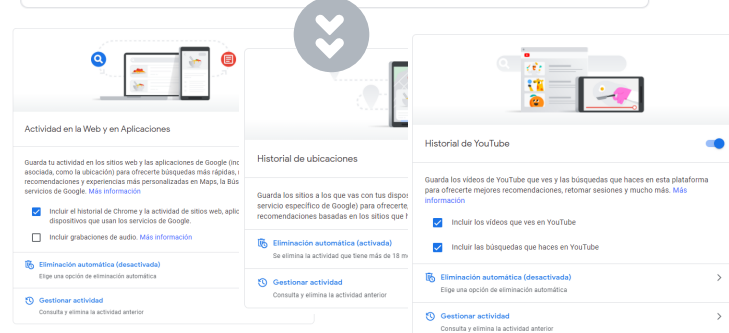 Actividad en la Web y en Aplicaciones
Guarda tu actividad en los sitios web y las aplicaciones de Google (inc
asociada, como la ubicación) para ofrecerte búsquedas más rápidas,
recomendaciones y experiencias más personalizadas en Maps, la Bús
servicios de Google. Más información
Incluir el historial de Chrome y la actividad de sitios web, aplic
dispositivos que usan los servicios de Google.
Incluir grabaciones de audio. Más información
Eliminación automática (desactivada)
Elige una opción de eliminación automática
Gestionar actividad
Consulta y elimina la actividad anterior
Historial de ubicaciones
Guarda los sitios a los que vas con tus dispos
servicio específico de Google) para ofrecerte,
recomendaciones basadas en los sitios que h
Eliminación automática (activada)
Se elimina la actividad que tiene más de 18 m
Gestionar actividad
Consulta y elimina la actividad anterior
Historial de YouTube
Guarda los vídeos de YouTube que ves y las búsquedas que haces en esta plataforma
para ofrecerte mejores recomendaciones, retomar sesiones y mucho más. Más
información
Incluir los vídeos que ves en YouTube
Incluir las búsquedas que haces en YouTube
Eliminación automática (desactivada)
Elige una opción de eliminación automática
Gestionar actividad
Consulta y elimina la actividad anterior